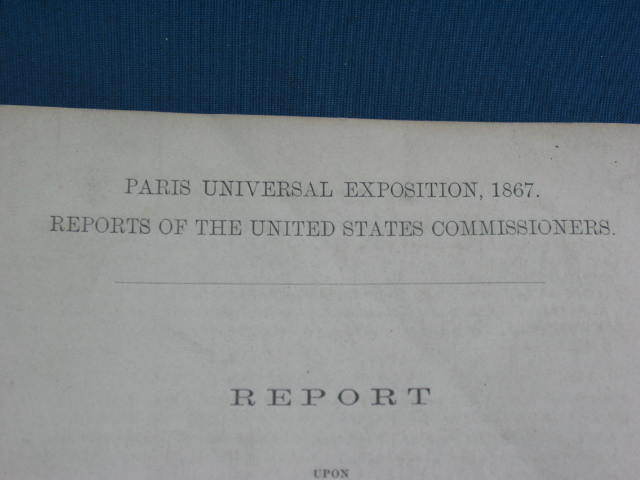 PARIS UNIVERSAL EXPOSITION, 1867.
REPORTS OF THE UNITED STATES COMMISSIONERS.
REPORT
UPON